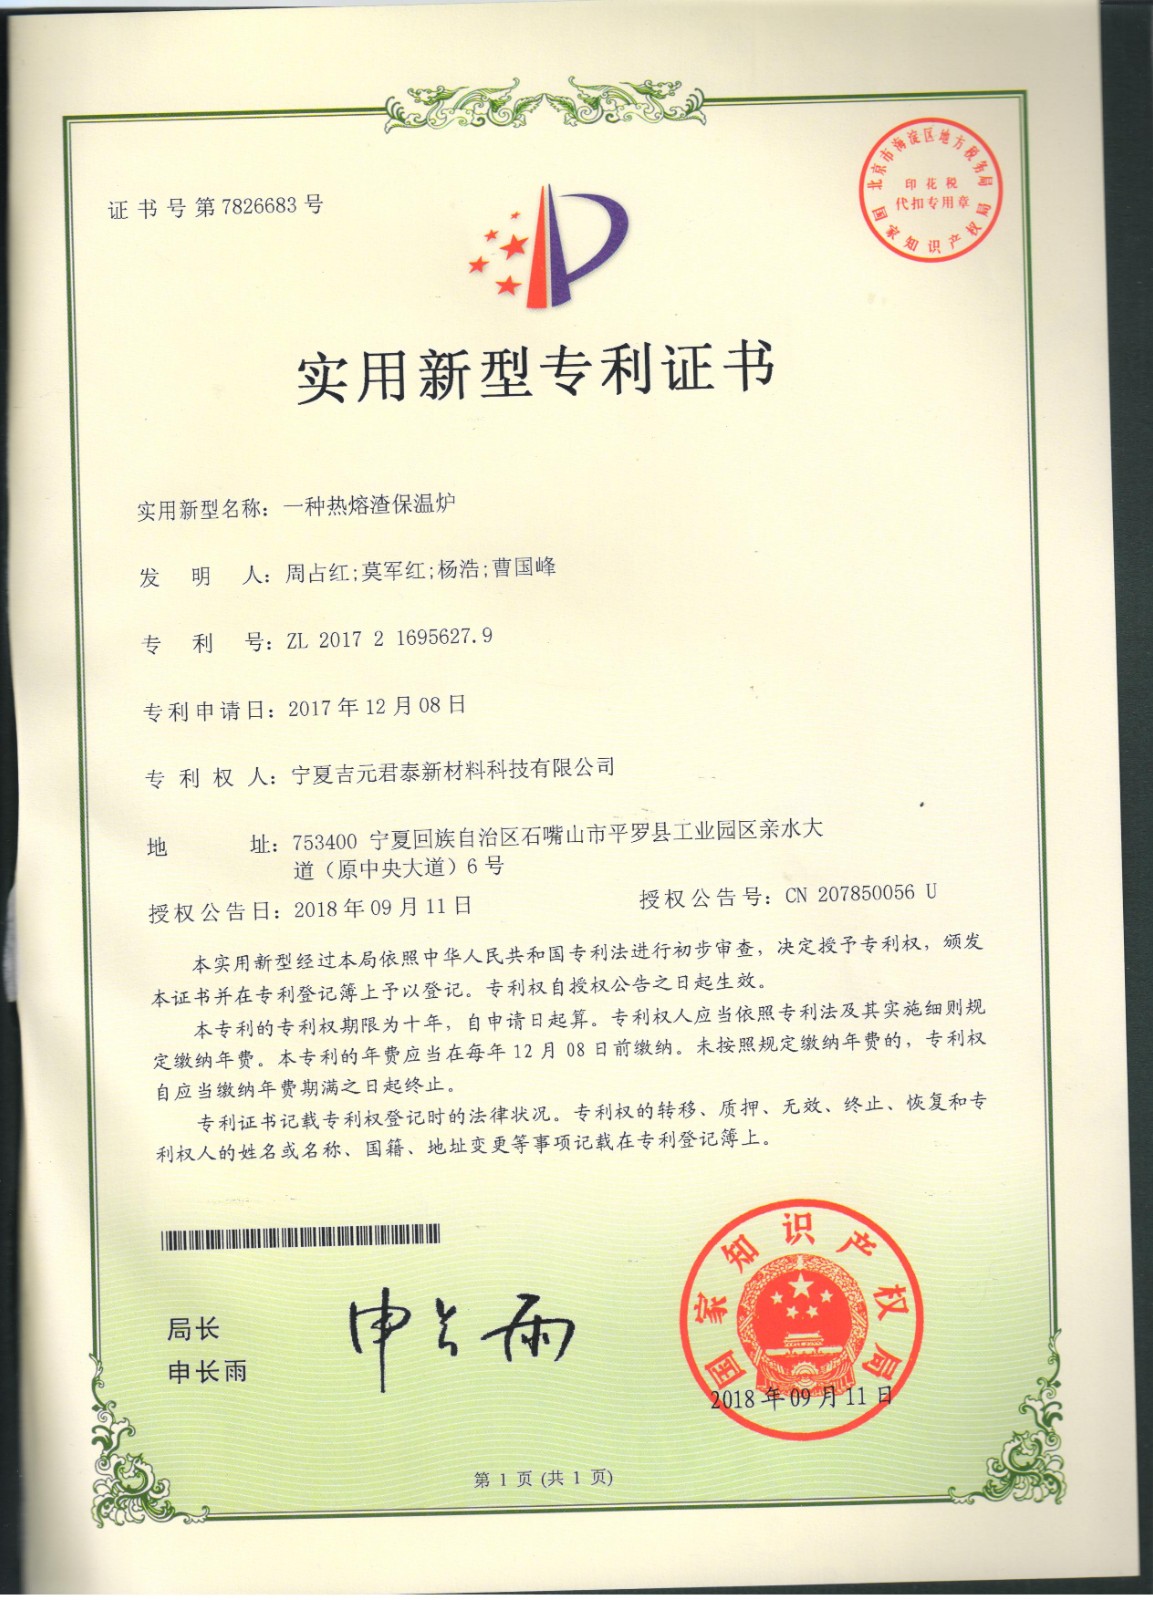 证书号第7826683号
北京市海淀区地方税务局
印花税
代扣专用章
国家知识产权局
实用新型专利证书
实用新型名称：一种热熔渣保温炉
发明人：周占红;莫军红;杨浩;曹国峰
专利号：ZL 2017 2 1695627.9
专利申请日：2017年12月08日
专利权人：宁夏吉元君泰新材料科技有限公司
地址：753400 宁夏回族自治区石嘴山市平罗县工业园区亲水大
道（原中央大道）6号
授权公告日：2018年09月11日 授权公告号：CN 207850056 U
本实用新型经过本局依照中华人民共和国专利法进行初步审查，决定授予专利权，颁发
本证书并在专利登记簿上予以登记。专利权自授权公告之日起生效。
本专利的专利权期限为十年，自申请日起算。专利权人应当依照专利法及其实施细则规
定缴纳年费。本专利的年费应当在每年12月08日前缴纳。未按照规定缴纳年费的，专利权
自应当缴纳年费期满之日起终止。
专利证书记载专利权登记时的法律状况。专利权的转移、质押、无效、终止、恢复和专
利权人的姓名或名称、国籍、地址变更等事项记载在专利登记簿上。
局长
申长雨
申长雨
国家知识产权局
2018年09月11日
第1页(共1页)